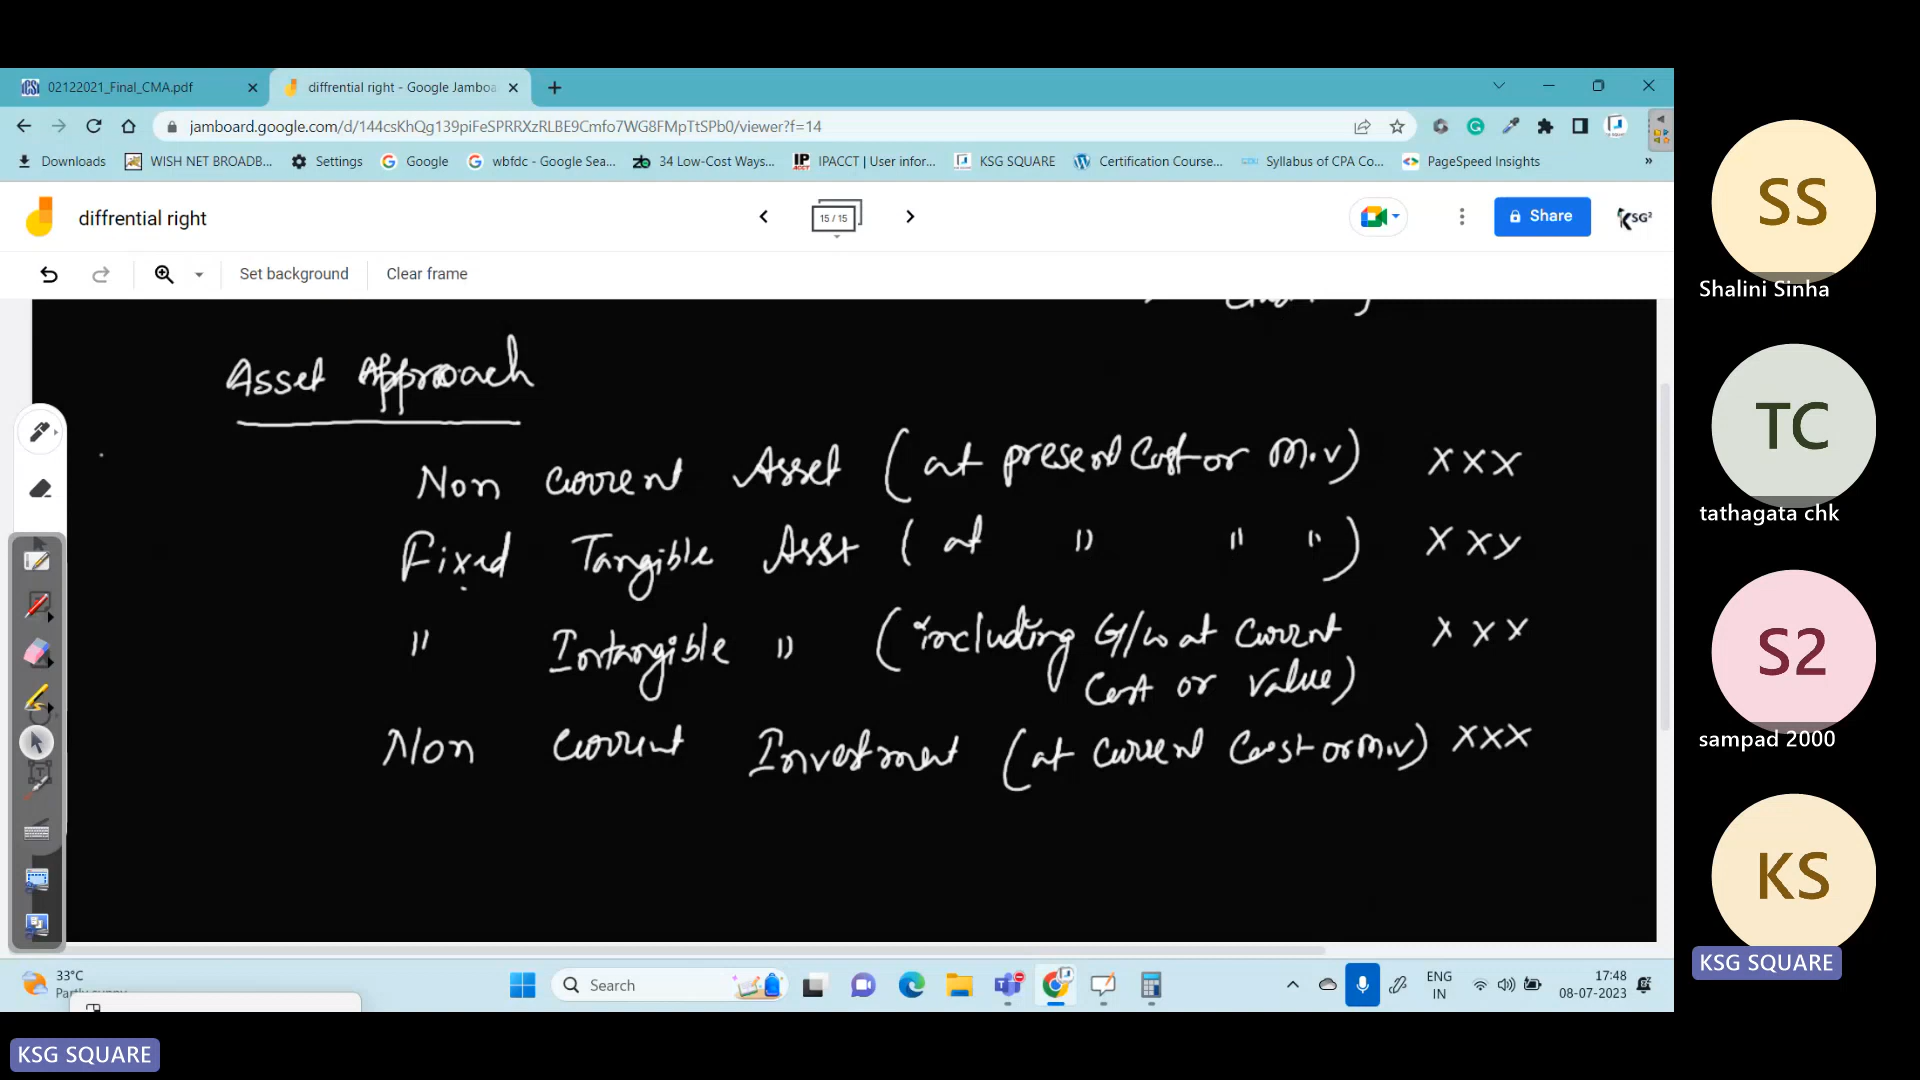 02122021_Final_CMA.pdf
diffrential right - Google Jamboa
jamboard.google.com/d/144csKhQg139piFeSPRRXzRLBE9Cmfo7WG8FMpTtSPb0/viewer?f=14
Downloads WISH NET BROADB... Settings Google wbfdc - Google Sea... 34 Low-Cost Ways... IPACCT | User infor... KSG SQUARE Certification Course... Syllabus of CPA Co... PageSpeed Insights »
diffrential right
15 / 15
Share
KSG²
Set background Clear frame
Asset Approach
Non Current Asset (at present Cost or M.V) XXX
Fixed Tangible Asst (at " " ") XXy
" Intangible " (including G/w at Current XXX
Cost or Value)
Non Current Investment (at Current Cost or M.V) XXX
33°C
Search
ENG
IN
17:48
08-07-2023
SS
Shalini Sinha
TC
tathagata chk
S2
sampad 2000
KS
KSG SQUARE
KSG SQUARE